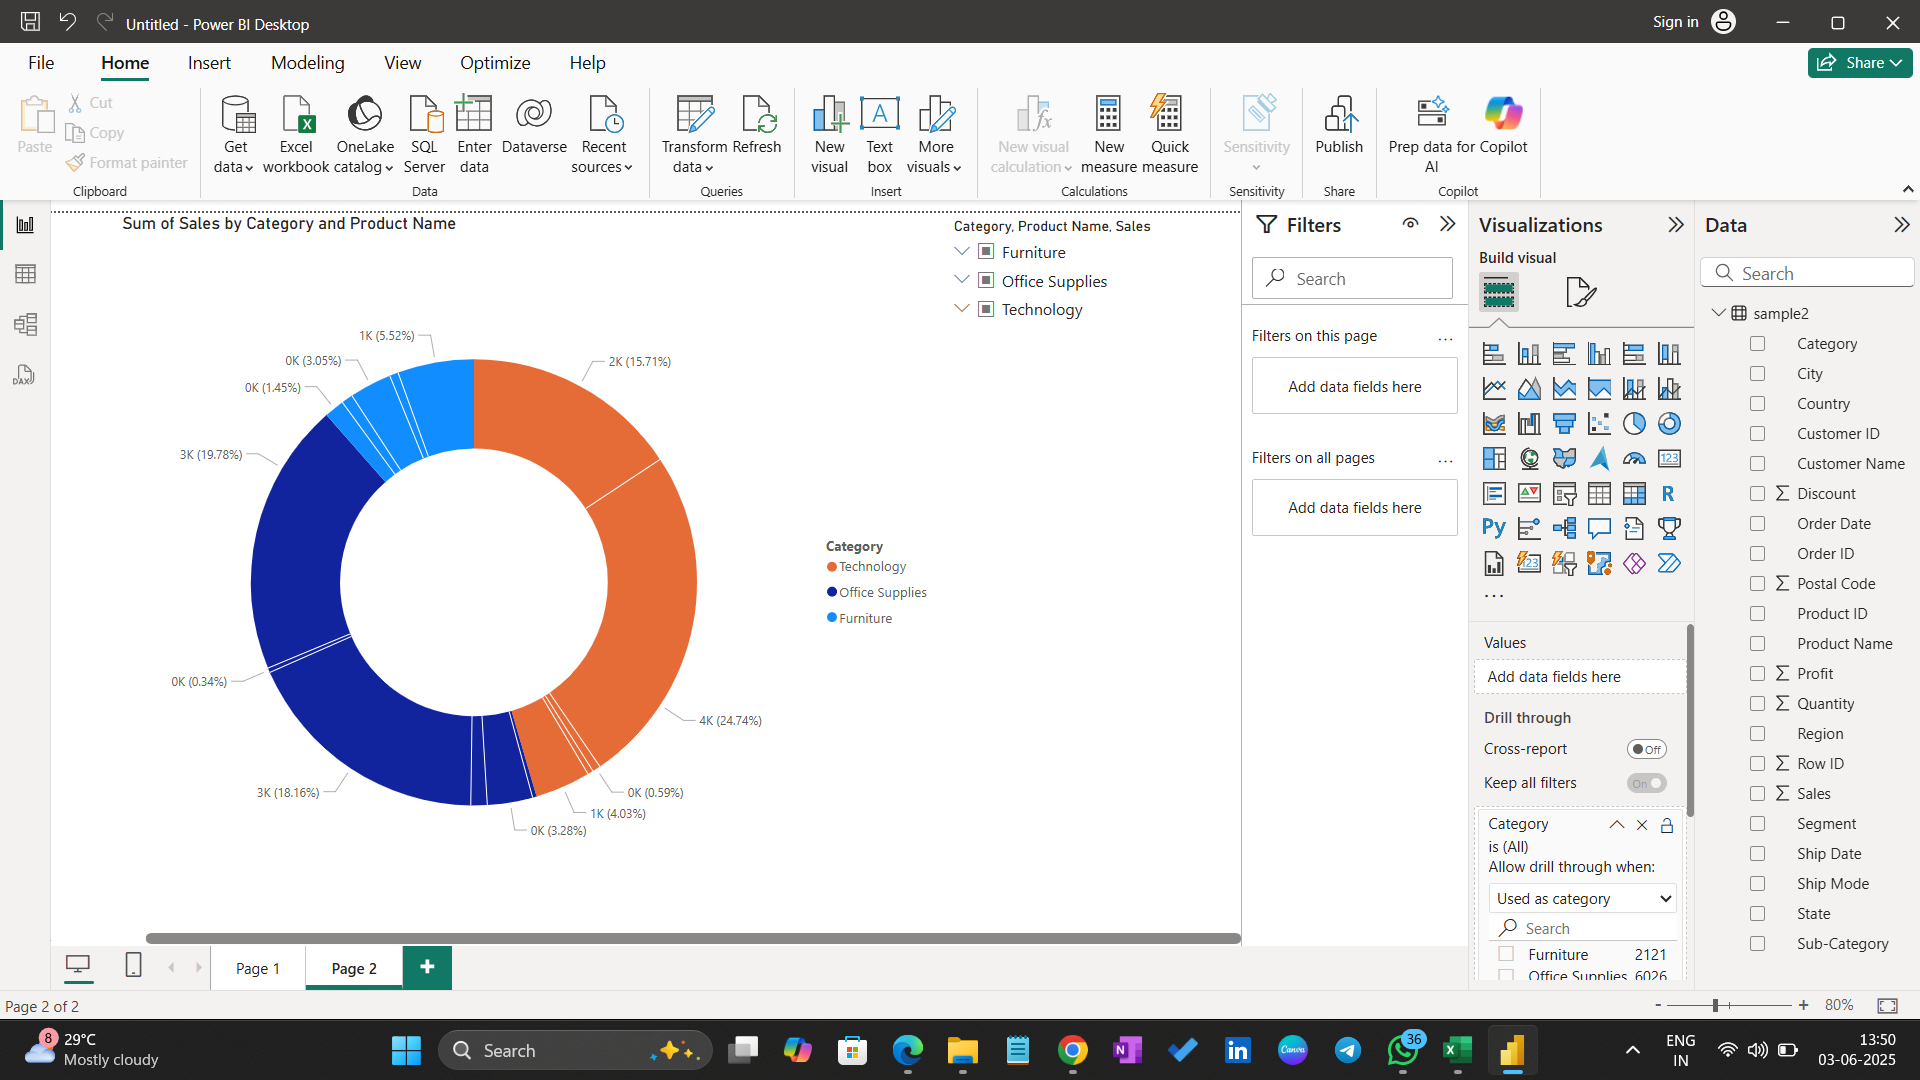 Untitled - Power BI Desktop
Sign in
File
Home
Insert
Modeling
View
Optimize
Help
Share
Paste
Cut
Copy
Format painter
Clipboard
Get data
Excel workbook
OneLake catalog
SQL Server
Enter data
Dataverse
Recent sources
Data
Transform data
Refresh
Queries
New visual
A
Text box
More visuals
Insert
New visual calculation
New measure
Quick measure
Calculations
Sensitivity
Sensitivity
Publish
Share
Prep data for AI
Copilot
Copilot
DAX
Sum of Sales by Category and Product Name
1K (5.52%)
0K (3.05%)
0K (1.45%)
3K (19.78%)
0K (0.34%)
3K (18.16%)
0K (3.28%)
1K (4.03%)
0K (0.59%)
4K (24.74%)
2K (15.71%)
Category
Technology
Office Supplies
Furniture
Category, Product Name, Sales
Furniture
Office Supplies
Technology
Filters
Search
Filters on this page
...
Add data fields here
Filters on all pages
...
Add data fields here
Visualizations
Build visual
123
R
Py
123
...
Values
Add data fields here
Drill through
Cross-report
Off
Keep all filters
On
Category
is (All)
Allow drill through when:
Used as category
Search
Furniture 2121
Office Supplies 6026
Data
Search
sample2
Category
City
Country
Customer ID
Customer Name
Discount
Order Date
Order ID
Postal Code
Product ID
Product Name
Profit
Quantity
Region
Row ID
Sales
Segment
Ship Date
Ship Mode
State
Sub-Category
Page 1
Page 2
+
Page 2 of 2
- + 80%
8
29°C
Mostly cloudy
Search
Canva
36
ENG
IN
13:50
03-06-2025